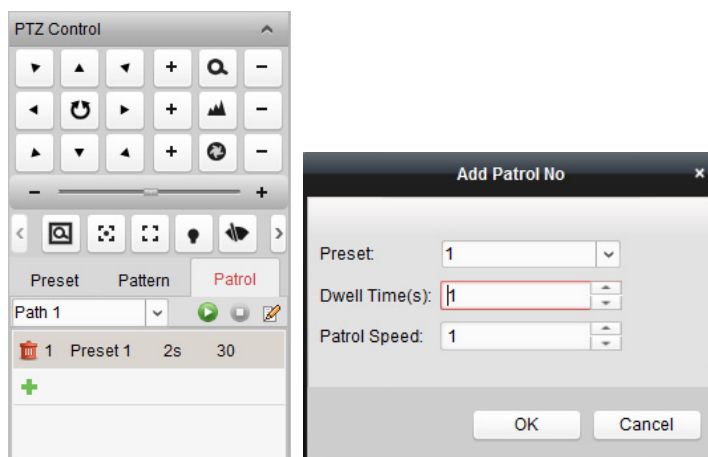 PTZ Control
Preset Pattern Patrol
Path 1
1 Preset 1 2s 30
Add Patrol No
Preset: 1
Dwell Time(s): 1
Patrol Speed: 1
OK Cancel